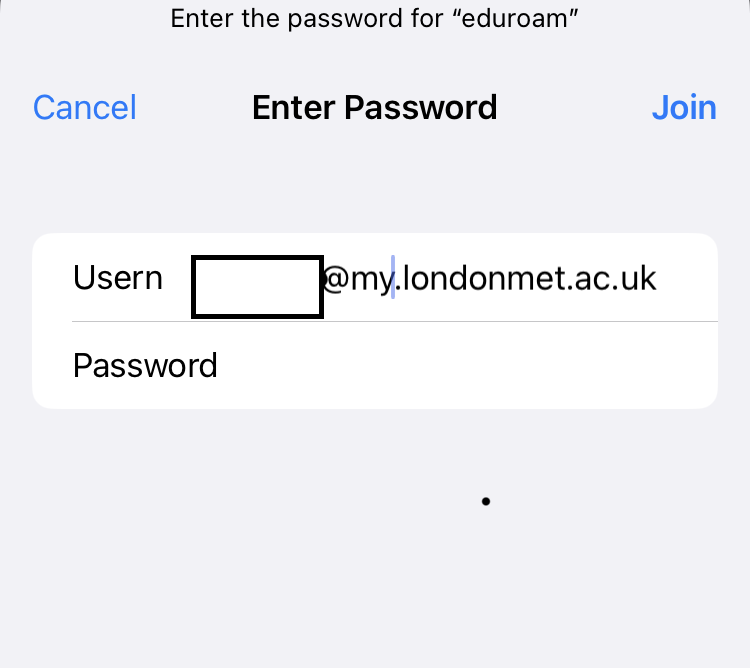 Enter the password for “eduroam”
Cancel Enter Password Join
Usern @my.londonmet.ac.uk
Password